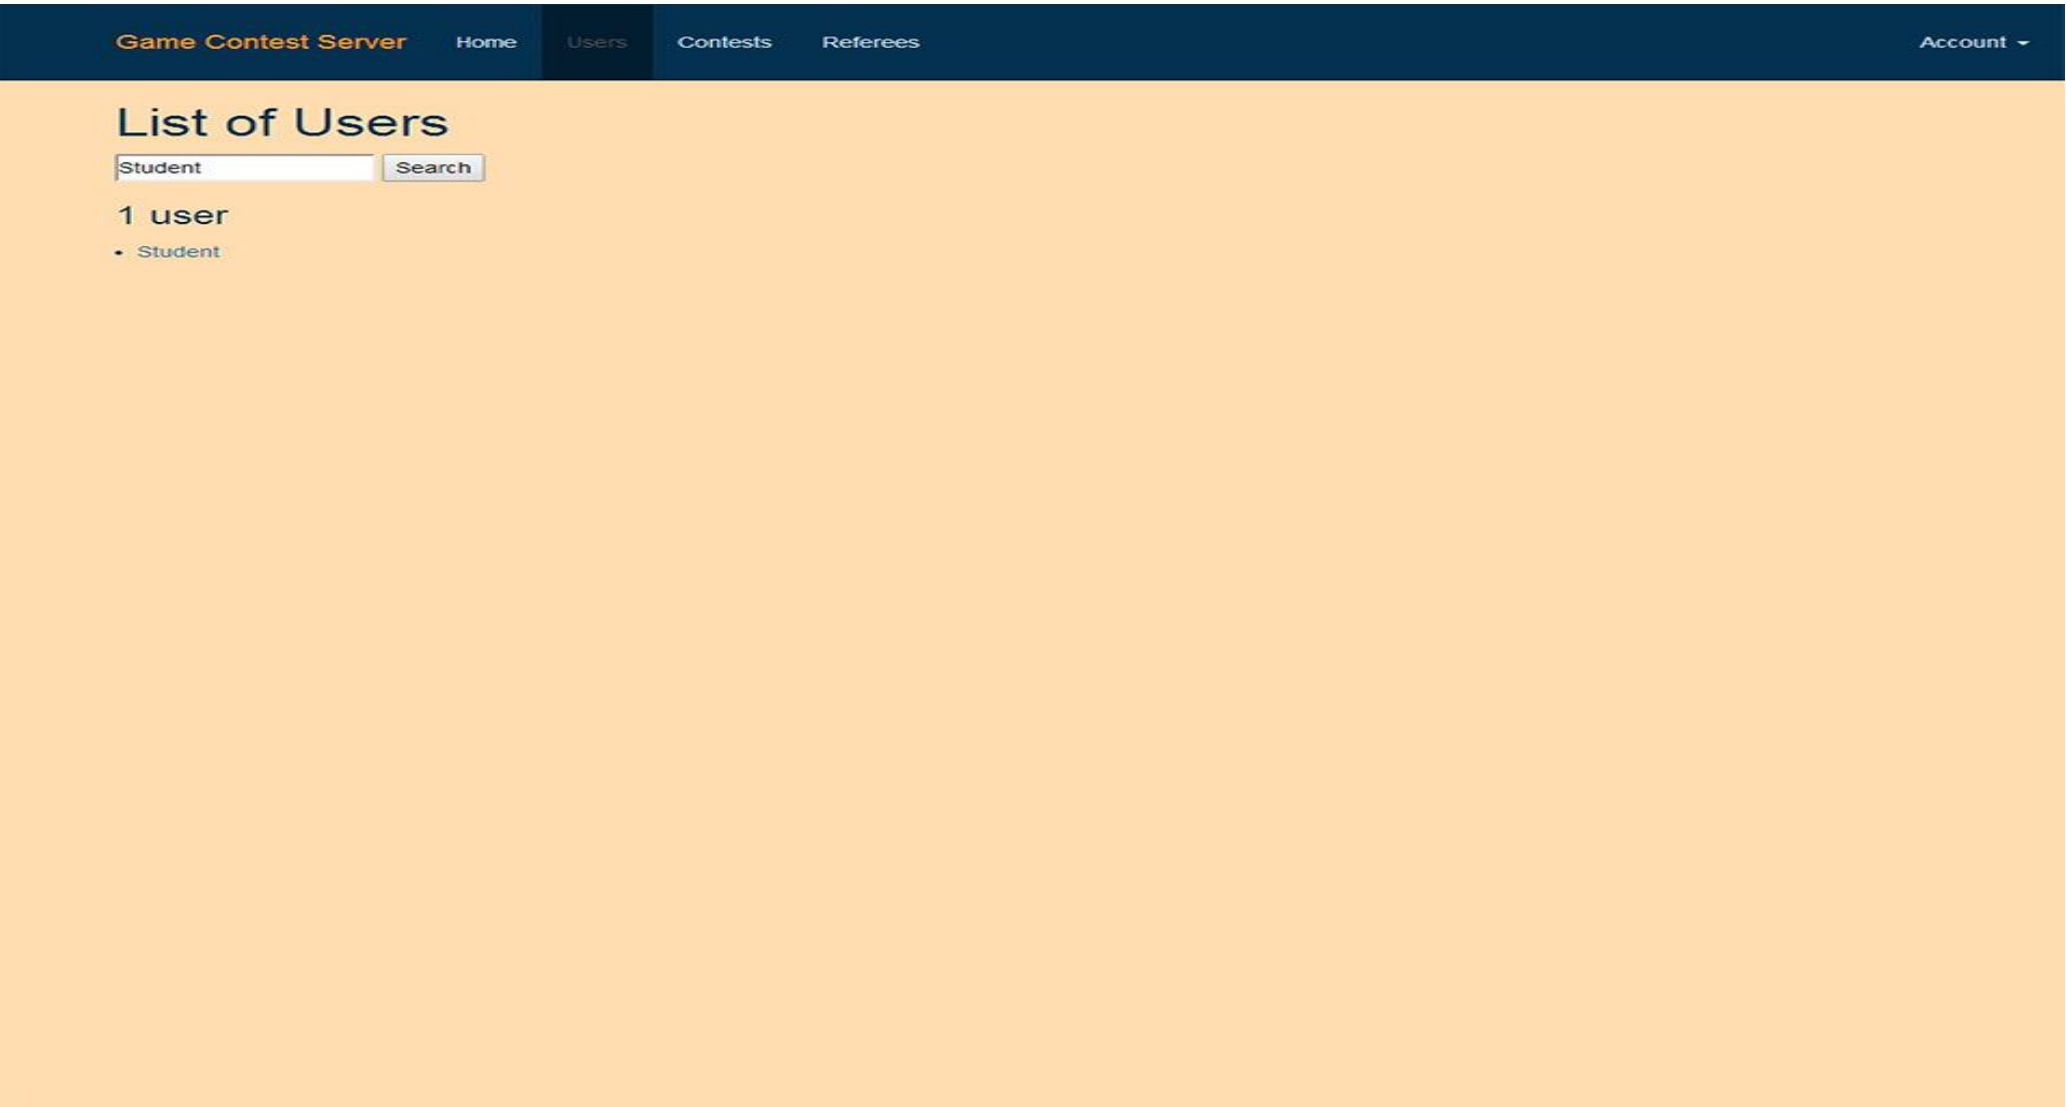 Game Contest Server Home Users Contests Referees Account
List of Users
Student Search
1 user
• Student